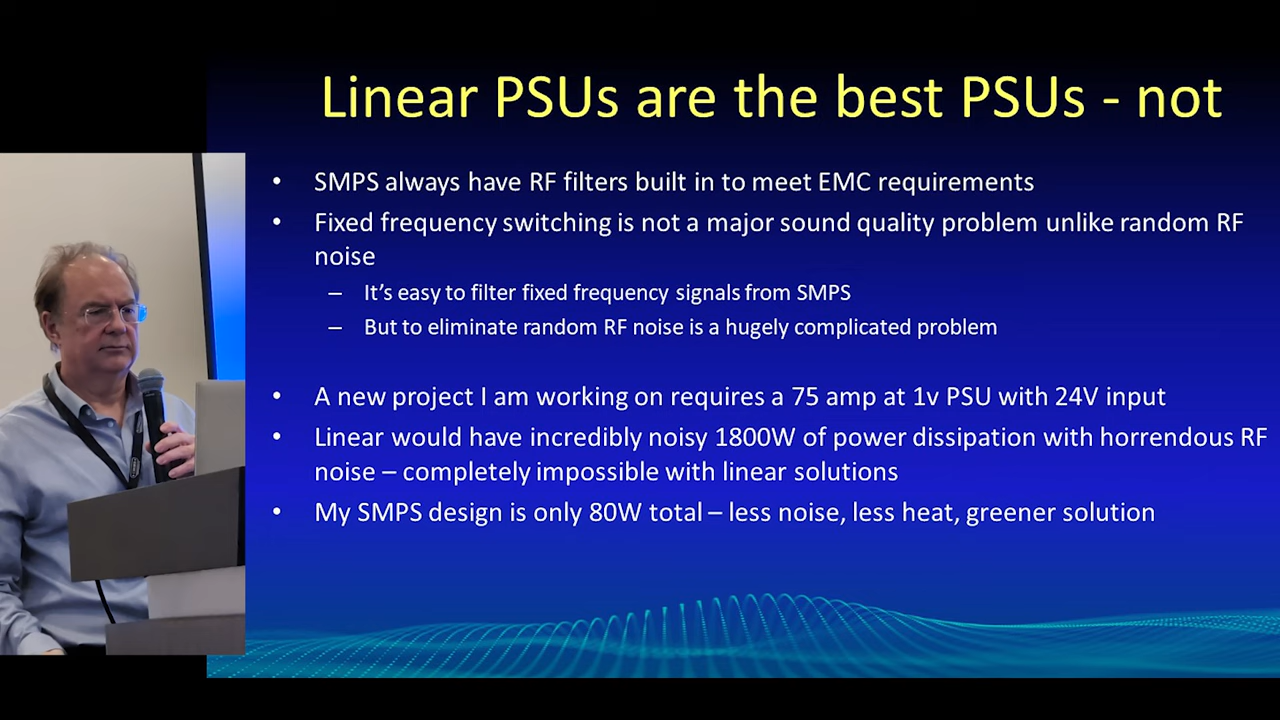 Linear PSUs are the best PSUs - not
• SMPS always have RF filters built in to meet EMC requirements
• Fixed frequency switching is not a major sound quality problem unlike random RF
noise
– It's easy to filter fixed frequency signals from SMPS
– But to eliminate random RF noise is a hugely complicated problem
• A new project I am working on requires a 75 amp at 1v PSU with 24V input
• Linear would have incredibly noisy 1800W of power dissipation with horrendous RF
noise – completely impossible with linear solutions
• My SMPS design is only 80W total – less noise, less heat, greener solution